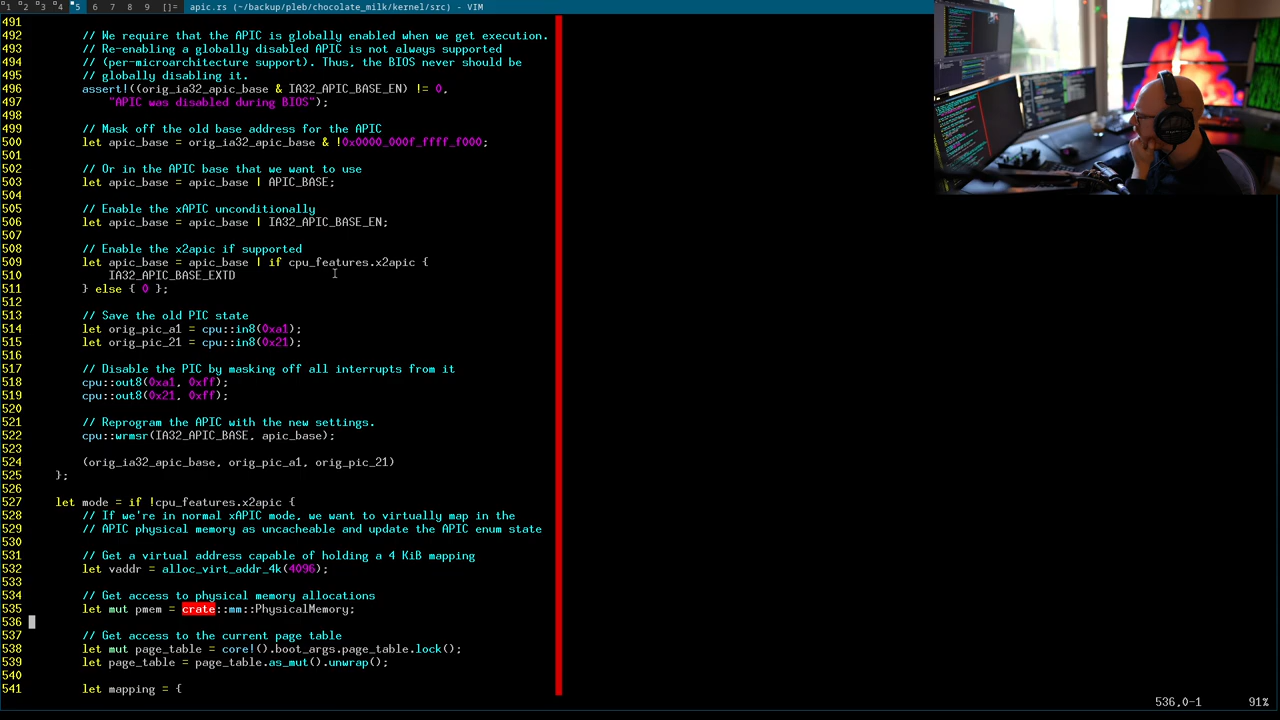 1 2 3 4 5 6 7 8 9 []= apic.rs (~/backup/pleb/chocolate_milk/kernel/src) - VIM
491
492         // We require that the APIC is globally enabled when we get execution.
493         // Re-enabling a globally disabled APIC is not always supported
494         // (per-microarchitecture support). Thus, the BIOS never should be
495         // globally disabling it.
496         assert!((orig_ia32_apic_base & IA32_APIC_BASE_EN) != 0,
497             "APIC was disabled during BIOS");
498
499         // Mask off the old base address for the APIC
500         let apic_base = orig_ia32_apic_base & !0x0000_000f_ffff_f000;
501
502         // Or in the APIC base that we want to use
503         let apic_base = apic_base | APIC_BASE;
504
505         // Enable the xAPIC unconditionally
506         let apic_base = apic_base | IA32_APIC_BASE_EN;
507
508         // Enable the x2apic if supported
509         let apic_base = apic_base | if cpu_features.x2apic {
510             IA32_APIC_BASE_EXTD
511         } else { 0 };
512
513         // Save the old PIC state
514         let orig_pic_a1 = cpu::in8(0xa1);
515         let orig_pic_21 = cpu::in8(0x21);
516
517         // Disable the PIC by masking off all interrupts from it
518         cpu::out8(0xa1, 0xff);
519         cpu::out8(0x21, 0xff);
520
521         // Reprogram the APIC with the new settings.
522         cpu::wrmsr(IA32_APIC_BASE, apic_base);
523
524         (orig_ia32_apic_base, orig_pic_a1, orig_pic_21)
525     };
526
527     let mode = if !cpu_features.x2apic {
528         // If we're in normal xAPIC mode, we want to virtually map in the
529         // APIC physical memory as uncacheable and update the APIC enum state
530
531         // Get a virtual address capable of holding a 4 KiB mapping
532         let vaddr = alloc_virt_addr_4k(4096);
533
534         // Get access to physical memory allocations
535         let mut pmem = crate::mm::PhysicalMemory;
536
537         // Get access to the current page table
538         let mut page_table = core!().boot_args.page_table.lock();
539         let page_table = page_table.as_mut().unwrap();
540
541         let mapping = {
536,0-1 91%